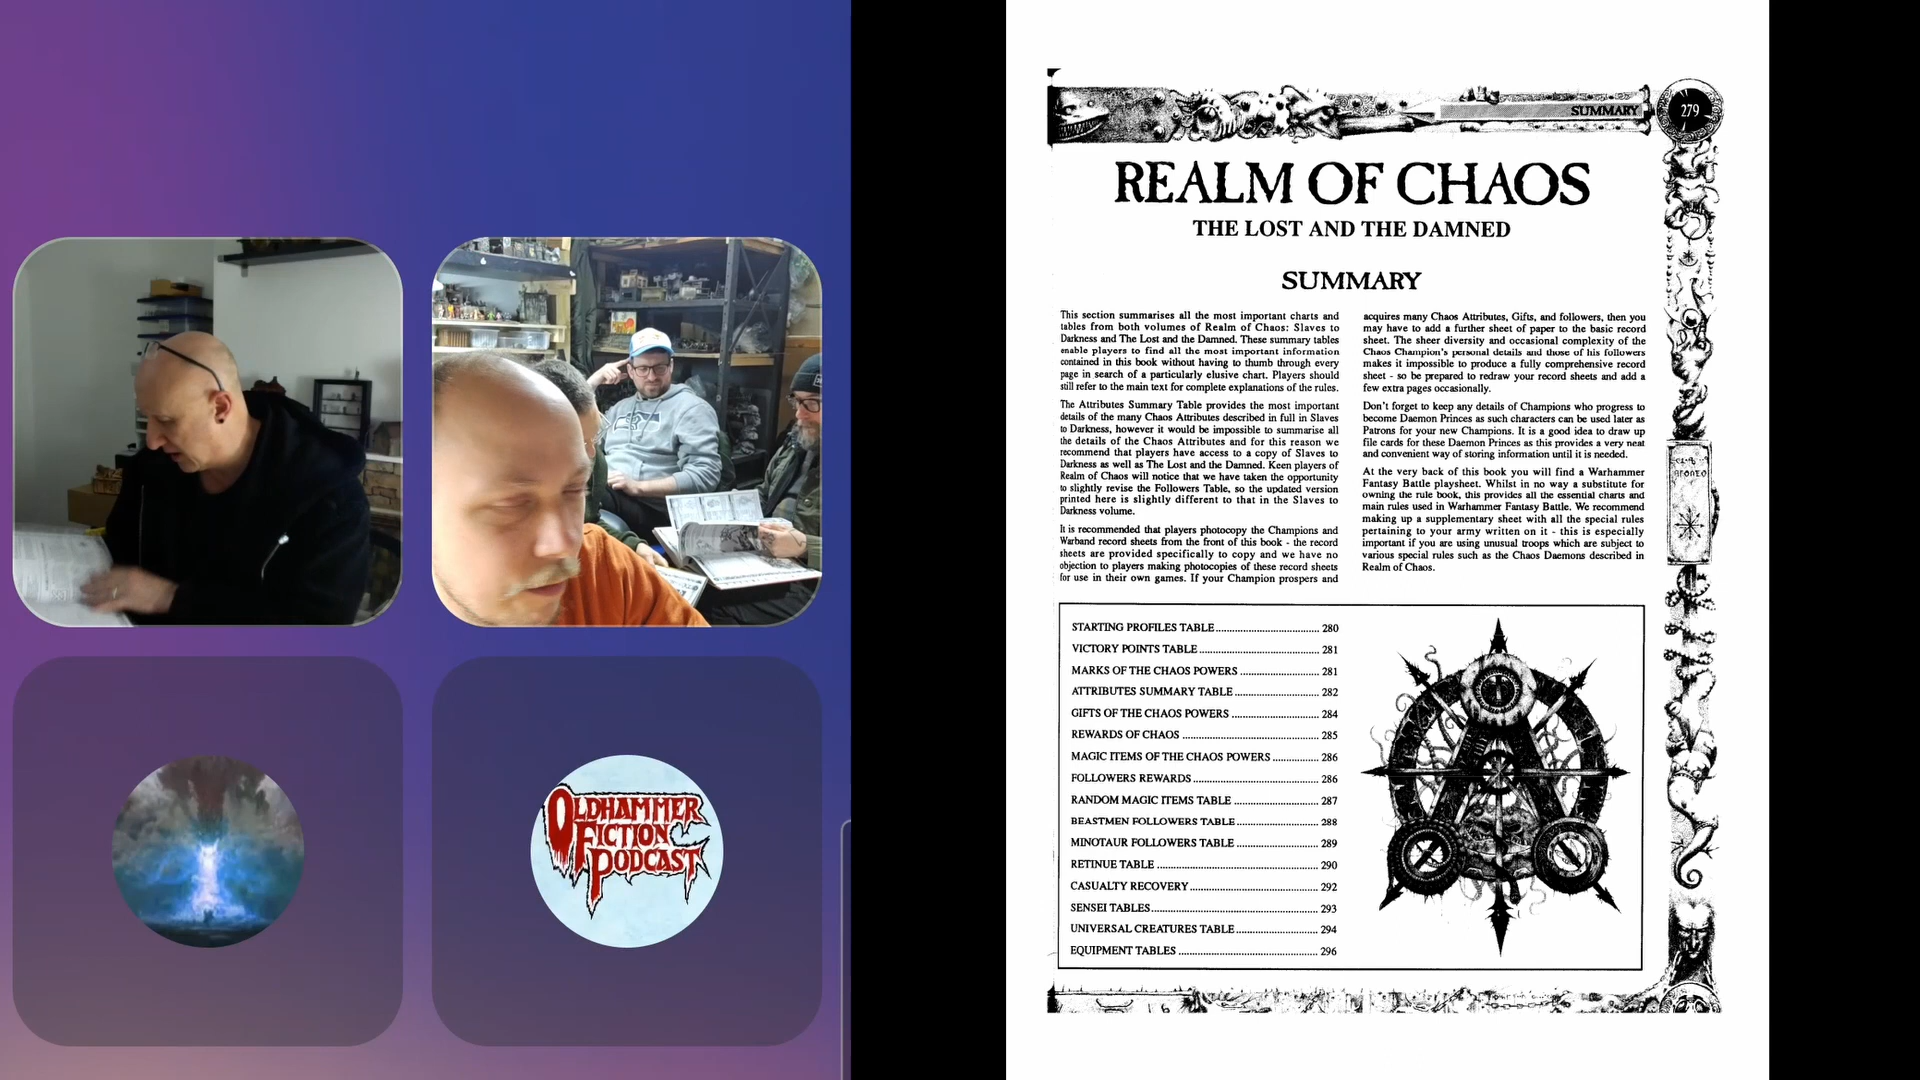 OLDHAMMER
FICTION
PODCAST
SUMMARY
279
REALM OF CHAOS
THE LOST AND THE DAMNED
SUMMARY
This section summarises all the most important charts and
tables from both volumes of Realm of Chaos: Slaves to
Darkness and The Lost and the Damned. These summary tables
enable players to find all the most important information
contained in this book without having to thumb through every
page in search of a particularly elusive chart. Players should
still refer to the main text for complete explanations of the rules.
The Attributes Summary Table provides the most important
details of the many Chaos Attributes described in full in Slaves
to Darkness, however it would be impossible to summarise all
the details of the Chaos Attributes and for this reason we
recommend that players have access to a copy of Slaves to
Darkness as well as The Lost and the Damned. Keen players of
Realm of Chaos will notice that we have taken the opportunity
to slightly revise the Followers Table, so the updated version
printed here is slightly different to that in the Slaves to
Darkness volume.
It is recommended that players photocopy the Champions and
Warband record sheets from the front of this book - the record
sheets are provided specifically to copy and we have no
objection to players making photocopies of these record sheets
for use in their own games. If your Champion prospers and
acquires many Chaos Attributes, Gifts, and followers, then you
may have to add a further sheet of paper to the basic record
sheet. The sheer diversity and occasional complexity of the
Chaos Champion's personal details and those of his followers
makes it impossible to produce a fully comprehensive record
sheet - so be prepared to redraw your record sheets and add a
few extra pages occasionally.
Don't forget to keep any details of Champions who progress to
become Daemon Princes as such characters can be used later as
Patrons for your new Champions. It is a good idea to draw up
file cards for these Daemon Princes as this provides a very neat
and convenient way of storing information until it is needed.
At the very back of this book you will find a Warhammer
Fantasy Battle playsheet. Whilst in no way a substitute for
owning the rule book, this provides all the essential charts and
main rules used in Warhammer Fantasy Battle. We recommend
making up a supplementary sheet with all the special rules
pertaining to your army written on it - this is especially
important if you are using unusual troops which are subject to
various special rules such as the Chaos Daemons described in
Realm of Chaos.
STARTING PROFILES TABLE.................................... 280
VICTORY POINTS TABLE .......................................... 281
MARKS OF THE CHAOS POWERS ............................ 281
ATTRIBUTES SUMMARY TABLE.............................. 282
GIFTS OF THE CHAOS POWERS ............................... 284
REWARDS OF CHAOS ................................................ 285
MAGIC ITEMS OF THE CHAOS POWERS ................ 286
FOLLOWERS REWARDS ............................................ 286
RANDOM MAGIC ITEMS TABLE .............................. 287
BEASTMEN FOLLOWERS TABLE............................. 288
MINOTAUR FOLLOWERS TABLE .............................. 289
RETINUE TABLE ......................................................... 290
CASUALTY RECOVERY............................................. 292
SENSEI TABLES........................................................... 293
UNIVERSAL CREATURES TABLE ............................. 294
EQUIPMENT TABLES .................................................. 296